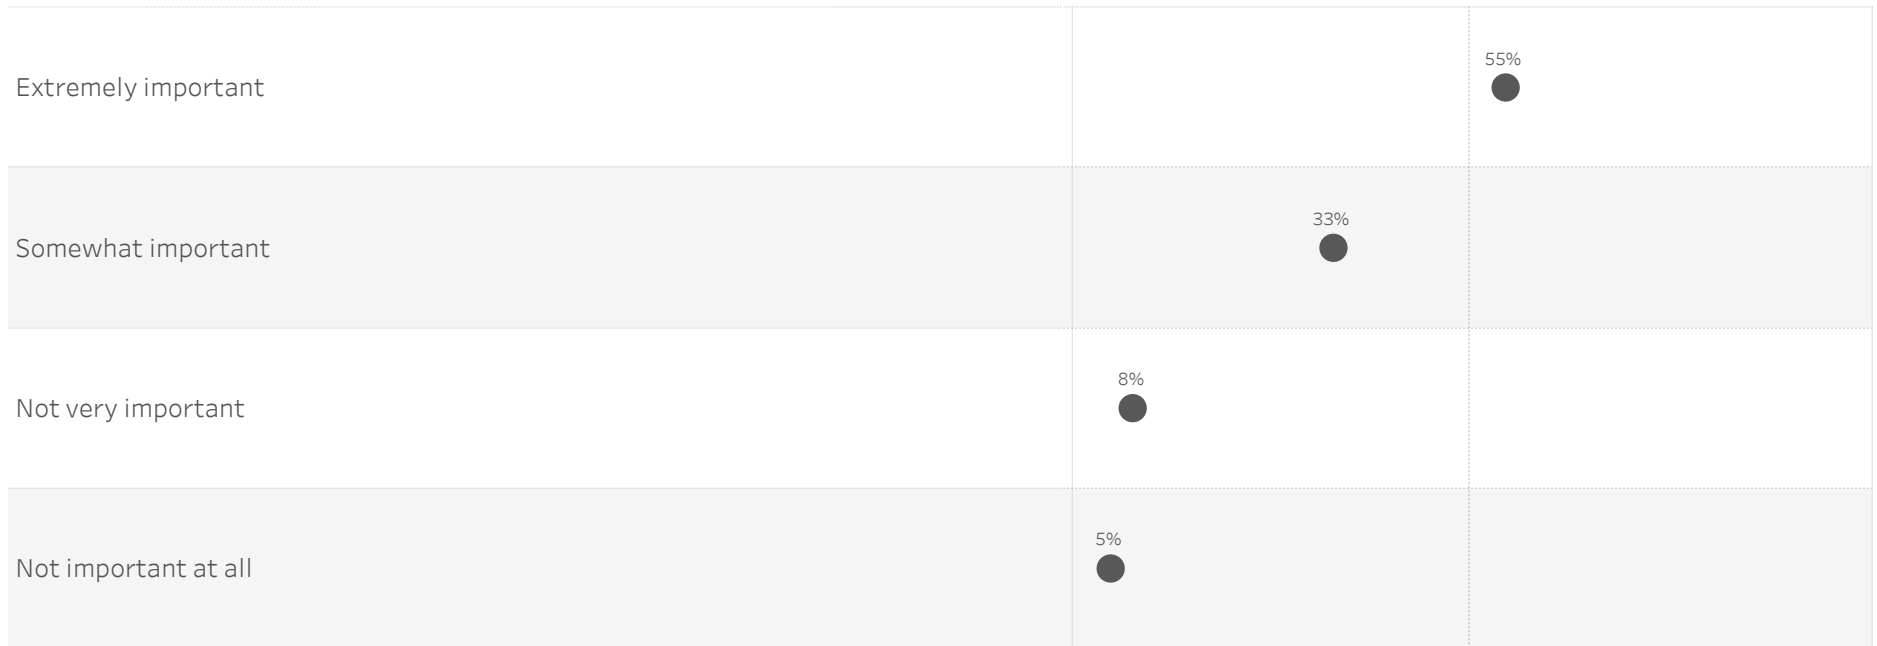 Extremely important
55%
Somewhat important
33%
Not very important
8%
Not important at all
5%